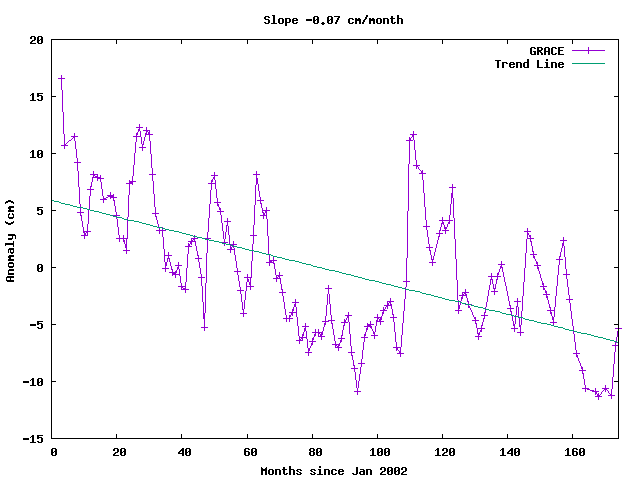 Slope -0.07 cm/month
GRACE
Trend Line
20
15
10
5
0
-5
-10
-15
Anomaly (cm)
0 20 40 60 80 100 120 140 160
Months since Jan 2002